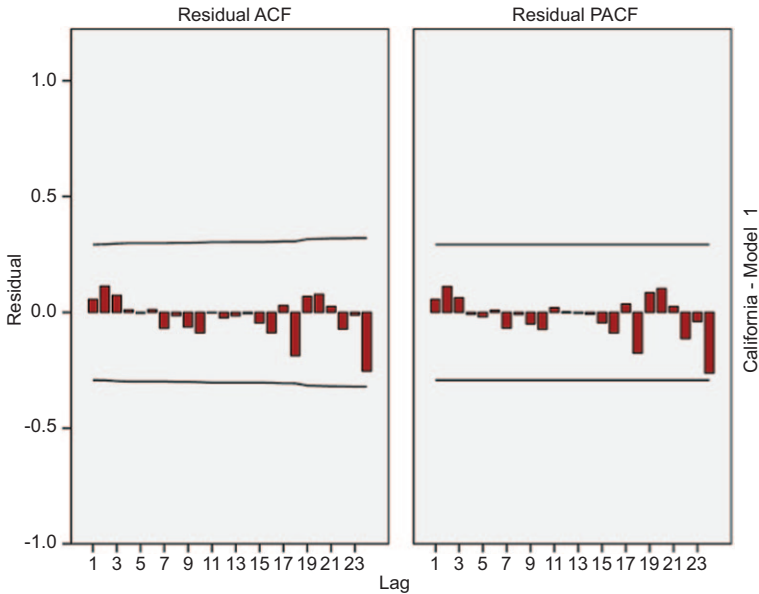 Residual ACF
Residual PACF
1.0
0.5
0.0
-0.5
-1.0
Residual
1 3 5 7 9 11 13 15 17 19 21 23
1 3 5 7 9 11 13 15 17 19 21 23
Lag
California - Model 1